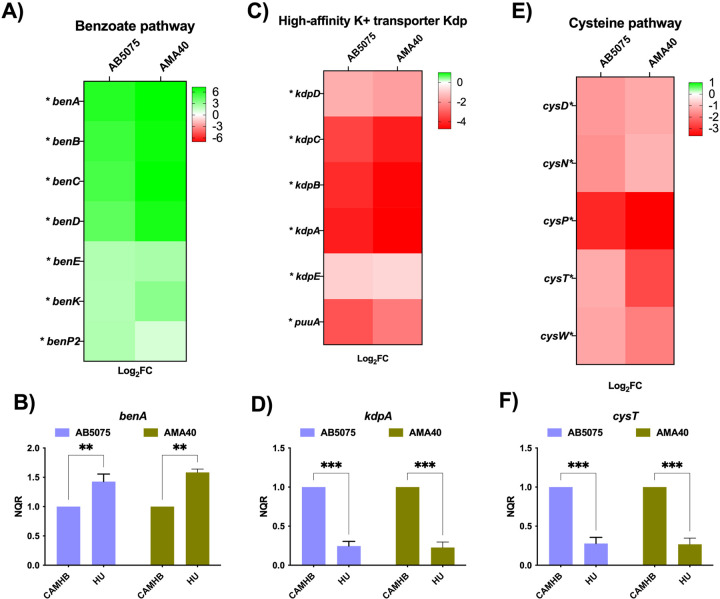 A)
Benzoate pathway
AB5075
AMA40
* benA
* benB
* benC
* benD
* benE
* benK
* benP2
6
3
0
-3
-6
Log2FC
C)
High-affinity K+ transporter Kdp
AB5075
AMA40
* kdpD
* kdpC
* kdpB
* kdpA
* kdpE
* puuA
0
-2
-4
Log2FC
E)
Cysteine pathway
AB5075
AMA40
cysD*
cysN*
cysP*
cysT*
cysW*
1
0
-1
-2
-3
Log2FC
B)
benA
AB5075 AMA40
NQR
2.0
1.5
1.0
0.5
0.0
** **
CAMHB HU CAMHB HU
D)
kdpA
AB5075 AMA40
NQR
1.5
1.0
0.5
0.0
*** ***
CAMHB HU CAMHB HU
F)
cysT
AB5075 AMA40
NQR
1.5
1.0
0.5
0.0
*** ***
CAMHB HU CAMHB HU